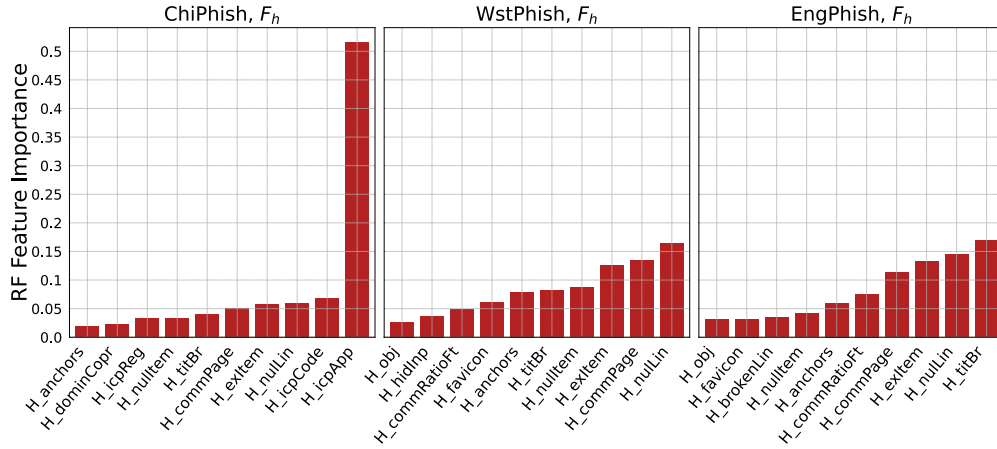 ChiPhish, F_h
WstPhish, F_h
EngPhish, F_h
RF Feature Importance
0.5
0.45
0.4
0.35
0.3
0.25
0.2
0.15
0.1
0.05
0.0
H_anchors
H_dominCopr
H_icpReg
H_nullItem
H_titBr
H_commPage
H_exItem
H_nulLin
H_icpCode
H_icpApp
H_obj
H_hidInp
H_commRatioFt
H_favicon
H_anchors
H_titBr
H_nullItem
H_exItem
H_commPage
H_nulLin
H_obj
H_favicon
H_brokenLin
H_nullItem
H_anchors
H_commRatioFt
H_commPage
H_exItem
H_nulLin
H_titBr